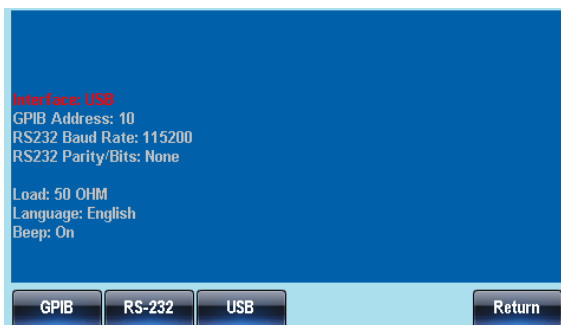 Interface: USB
GPIB Address: 10
RS232 Baud Rate: 115200
RS232 Parity/Bits: None
Load: 50 OHM
Language: English
Beep: On
GPIB RS-232 USB Return